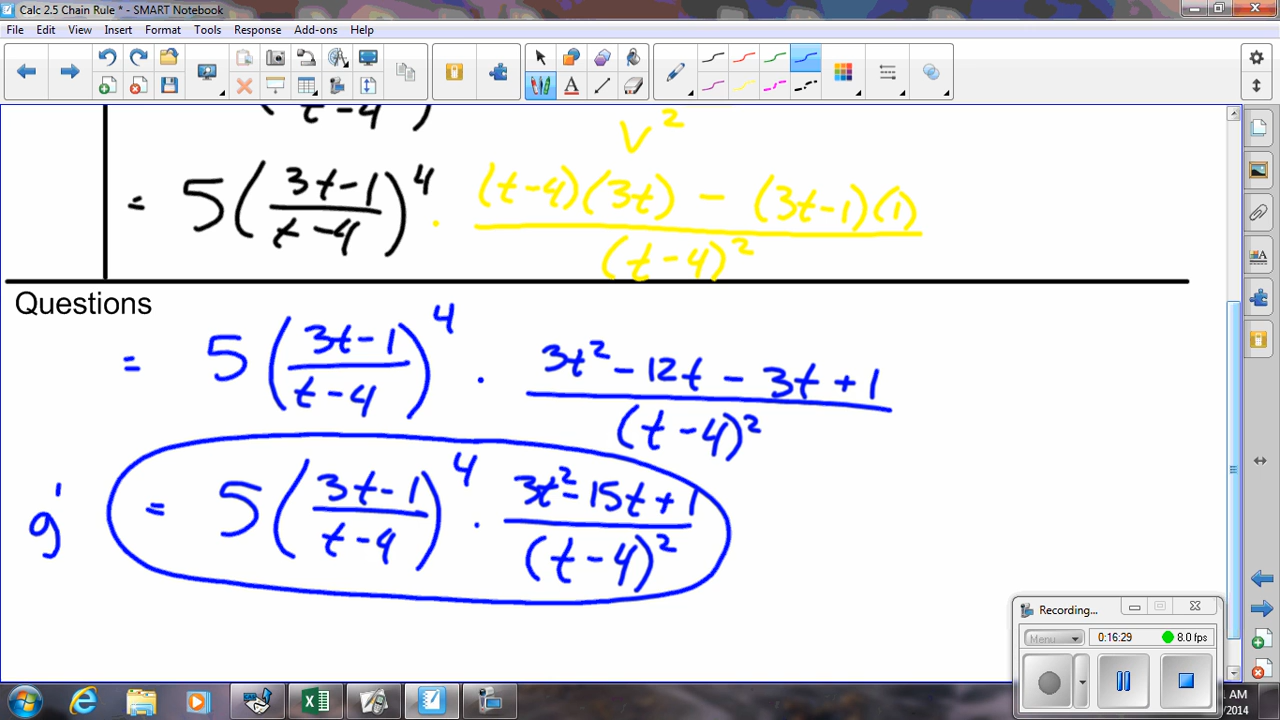 Calc 2.5 Chain Rule * - SMART Notebook
File Edit View Insert Format Tools Response Add-ons Help
(t-4)
v²
= 5((3t-1)/(t-4))⁴ · ((t-4)(3t) - (3t-1)(1))/(t-4)²
Questions
= 5((3t-1)/(t-4))⁴ · (3t² - 12t - 3t + 1)/(t-4)²
g' = 5((3t-1)/(t-4))⁴ · (3t² - 15t + 1)/(t-4)²
Recording...
Menu 0:16:29 8.0 fps
1 AM
/2014